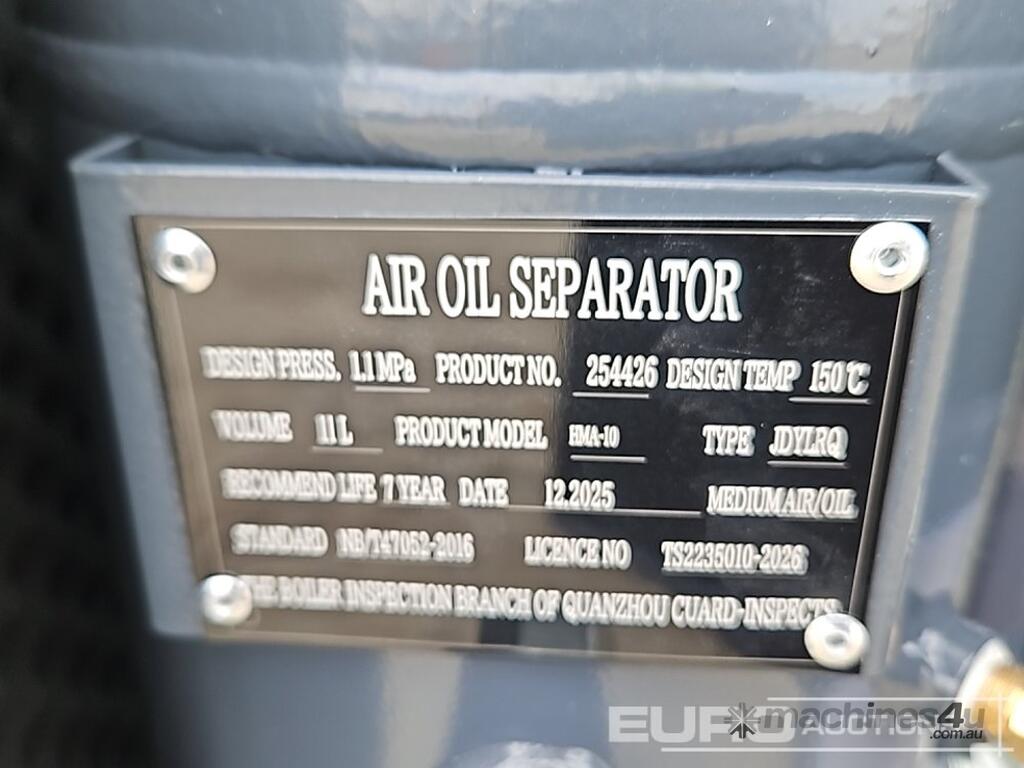 AIR OIL SEPARATOR
DESIGN PRESS. 1.1 MPa PRODUCT NO. 254426 DESIGN TEMP 150℃
VOLUME 11 L PRODUCT MODEL HMA-10 TYPE JDYLRQ
RECOMMEND LIFE 7 YEAR DATE 12.2025 MEDIUM AIR/OIL
STANDARD NB/T47052-2016 LICENCE NO TS2235010-2026
THE BOILER INSPECTION BRANCH OF QUANZHOU CUARD-INSPECTS
EURO AUCTIONS
machines4u
.com.au